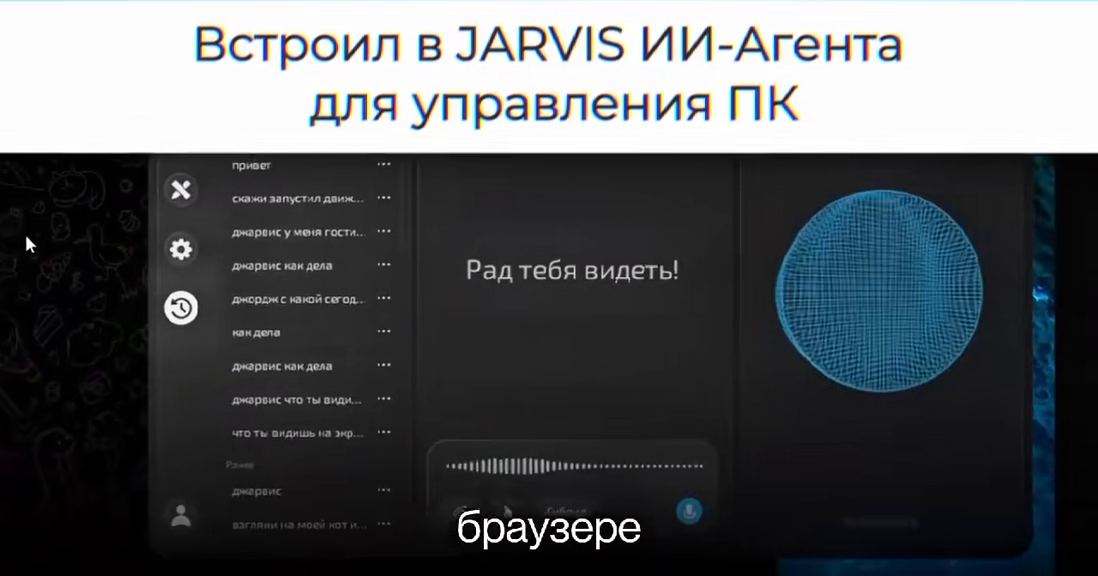 Встроил в JARVIS ИИ-Агента
для управления ПК
привет
скажи запустил движ...
джарвис у меня гости...
джарвис как дела
джордж с какой сегод...
как дела
джарвис как дела
джарвис что ты види...
что ты видишь на экр...
Ранее
джарвис
взгляни на мой кот и...
Рад тебя видеть!
браузере